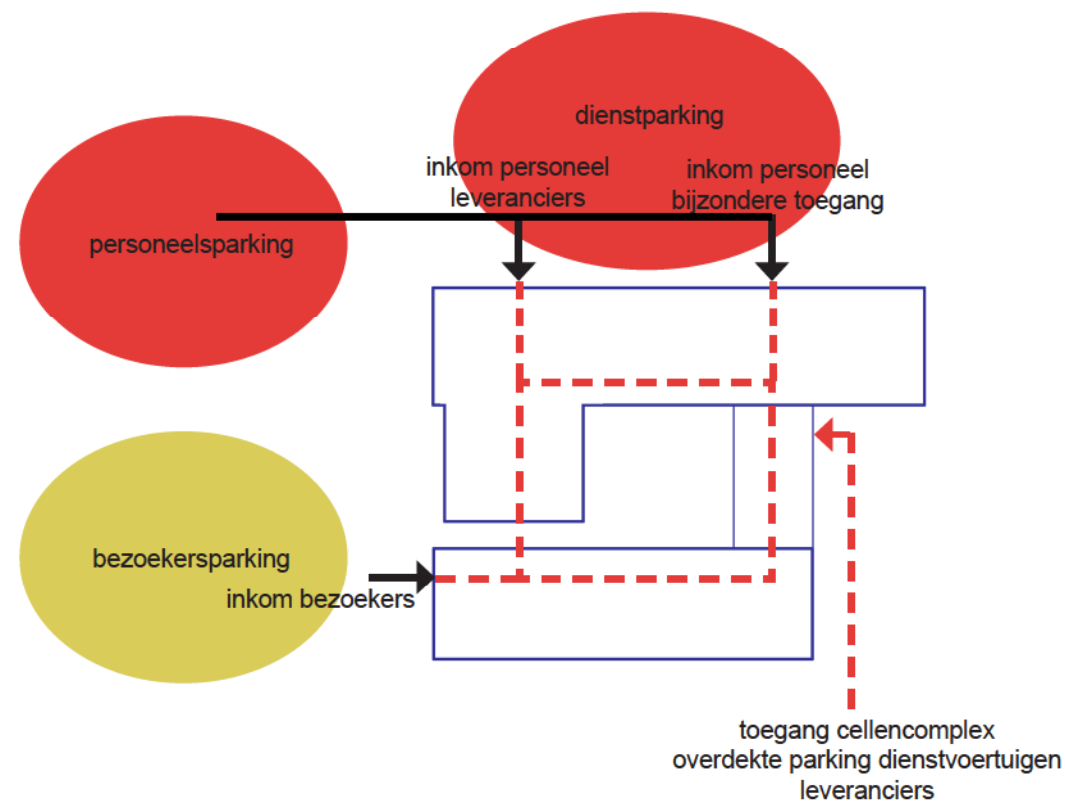 dienstparking
inkom personeel
leveranciers
inkom personeel
bijzondere toegang
personeelsparking
bezoekersparking
inkom bezoekers
toegang cellencomplex
overdekte parking dienstvoertuigen
leveranciers